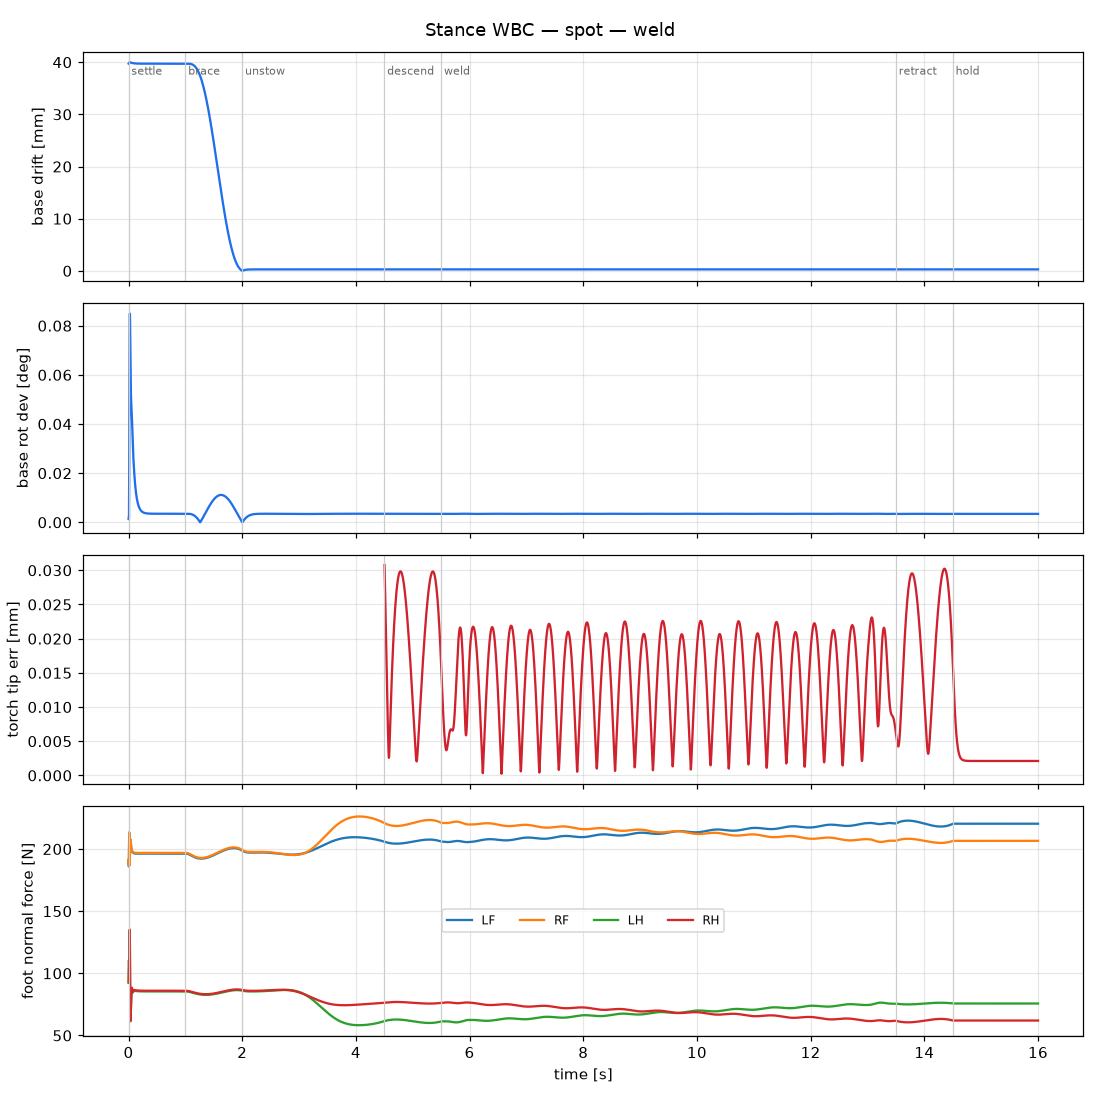 Stance WBC — spot — weld
base drift [mm]
40
30
20
10
0
settle
brace
unstow
descend
weld
retract
hold
base rot dev [deg]
0.08
0.06
0.04
0.02
0.00
torch tip err [mm]
0.030
0.025
0.020
0.015
0.010
0.005
0.000
foot normal force [N]
200
150
100
50
LF RF LH RH
0 2 4 6 8 10 12 14 16
time [s]